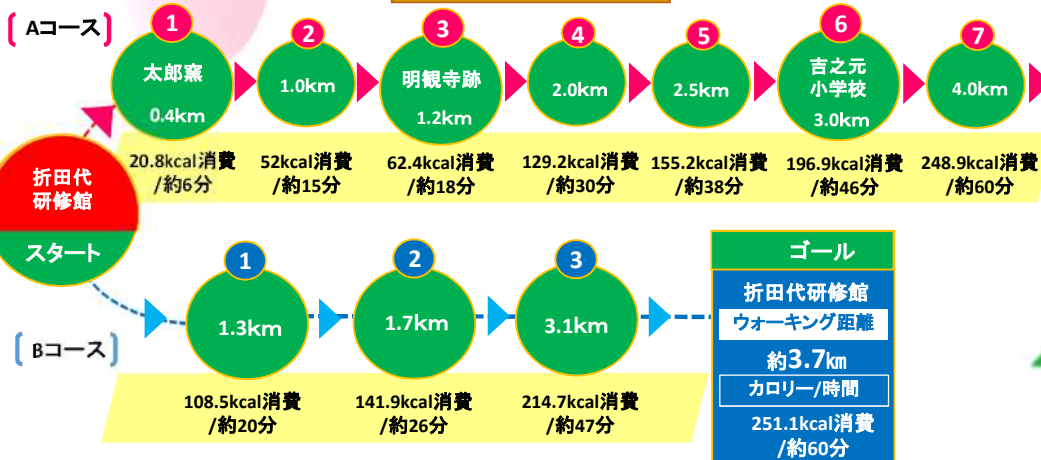 [Aコース]
1
太郎窯
0.4km
20.8kcal消費
/約6分
2
1.0km
52kcal消費
/約15分
3
明観寺跡
1.2km
62.4kcal消費
/約18分
4
2.0km
129.2kcal消費
/約30分
5
2.5km
155.2kcal消費
/約38分
6
吉之元
小学校
3.0km
196.9kcal消費
/約46分
7
4.0km
248.9kcal消費
/約60分
折田代
研修館
スタート
[Bコース]
1
1.3km
108.5kcal消費
/約20分
2
1.7km
141.9kcal消費
/約26分
3
3.1km
214.7kcal消費
/約47分
ゴール
折田代研修館
ウォーキング距離
約3.7㎞
カロリー/時間
251.1kcal消費
/約60分